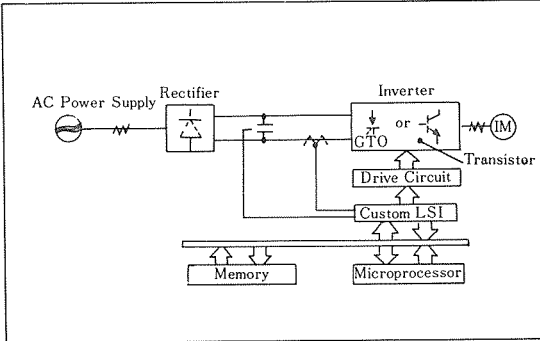 AC Power Supply
Rectifier
Inverter
or
GTO
IM
Transistor
Drive Circuit
Custom LSI
Memory
Microprocessor